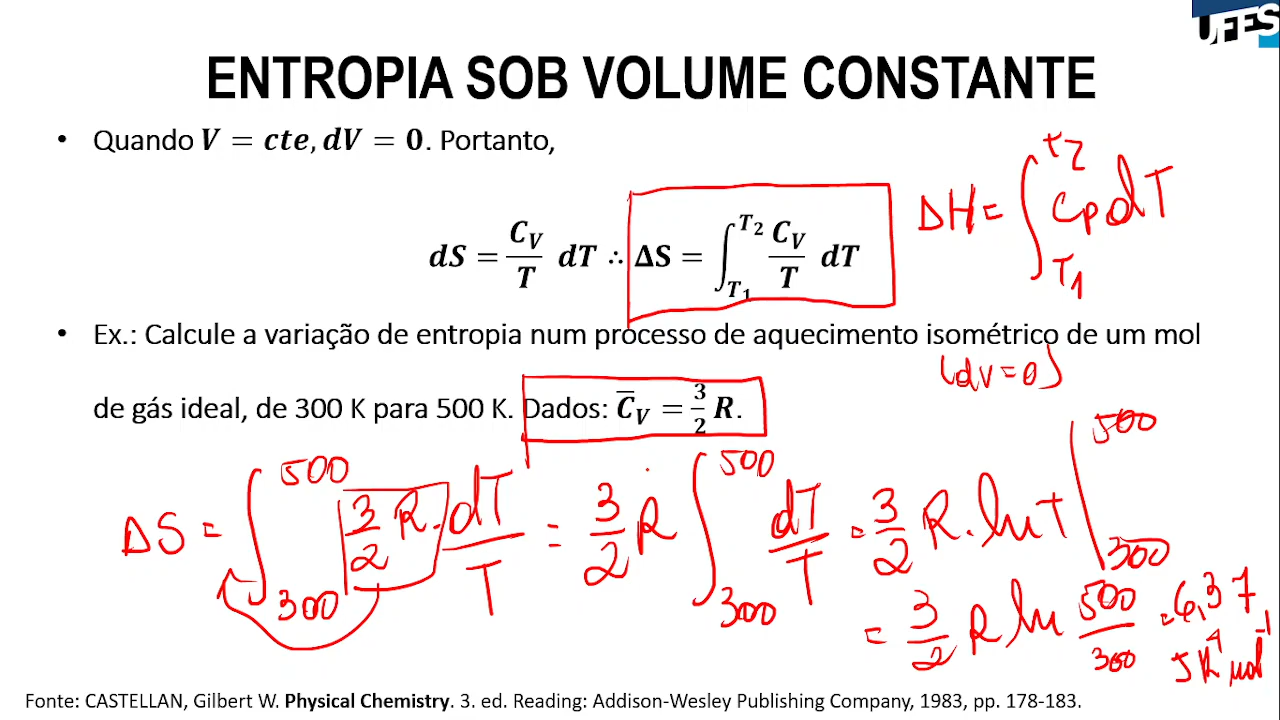 UFES
ENTROPIA SOB VOLUME CONSTANTE
• Quando V = cte, dV = 0. Portanto,
dS = C_V/T dT ∴ ΔS = ∫_{T₁}^{T₂} C_V/T dT
ΔH = ∫_{T1}^{T2} Cp dT
• Ex.: Calcule a variação de entropia num processo de aquecimento isométrico de um mol
(dV=0)
de gás ideal, de 300 K para 500 K. Dados: C̅_V = 3/2 R.
ΔS = ∫_{300}^{500} 3/2 R. dT/T = 3/2 R ∫_{300}^{500} dT/T = 3/2 R. ln T |_{300}^{500}
= 3/2 R ln 500/300 = 6,37
J K⁻¹ mol⁻¹
Fonte: CASTELLAN, Gilbert W. Physical Chemistry. 3. ed. Reading: Addison-Wesley Publishing Company, 1983, pp. 178-183.